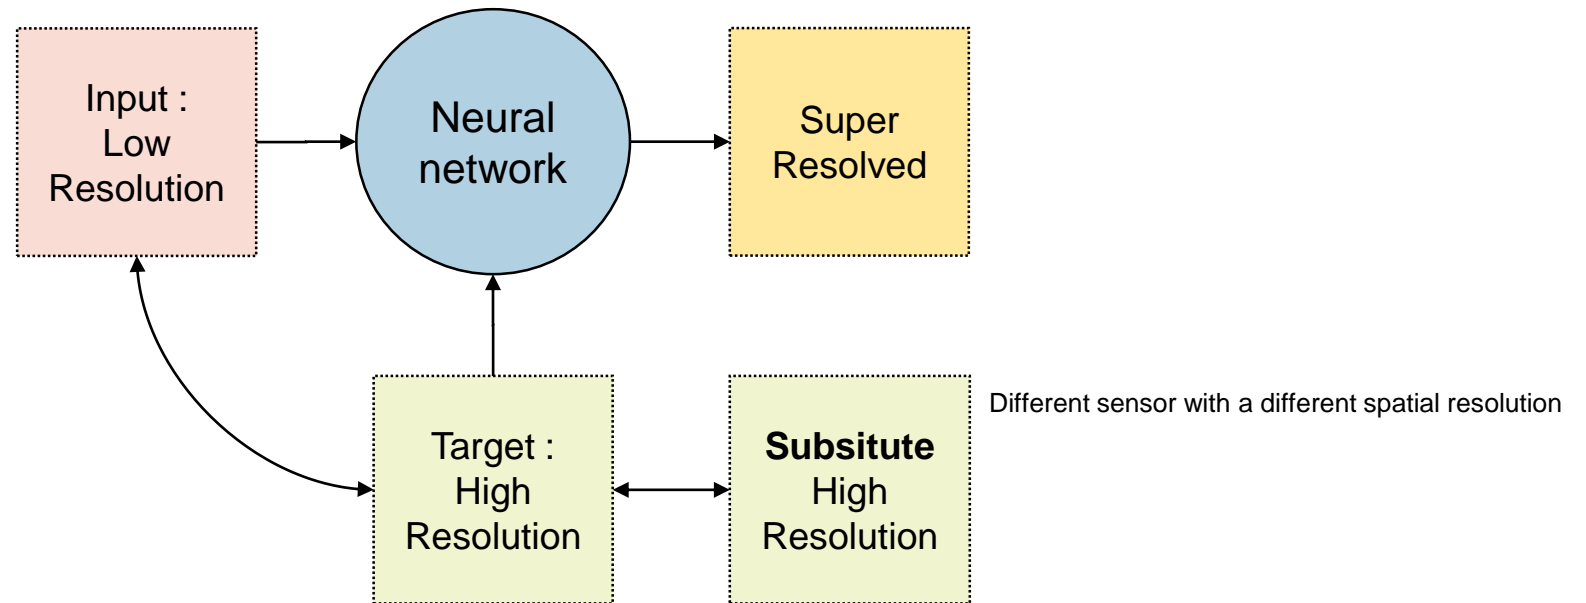 Input :
Low
Resolution
Neural
network
Super
Resolved
Target :
High
Resolution
Subsitute
High
Resolution
Different sensor with a different spatial resolution